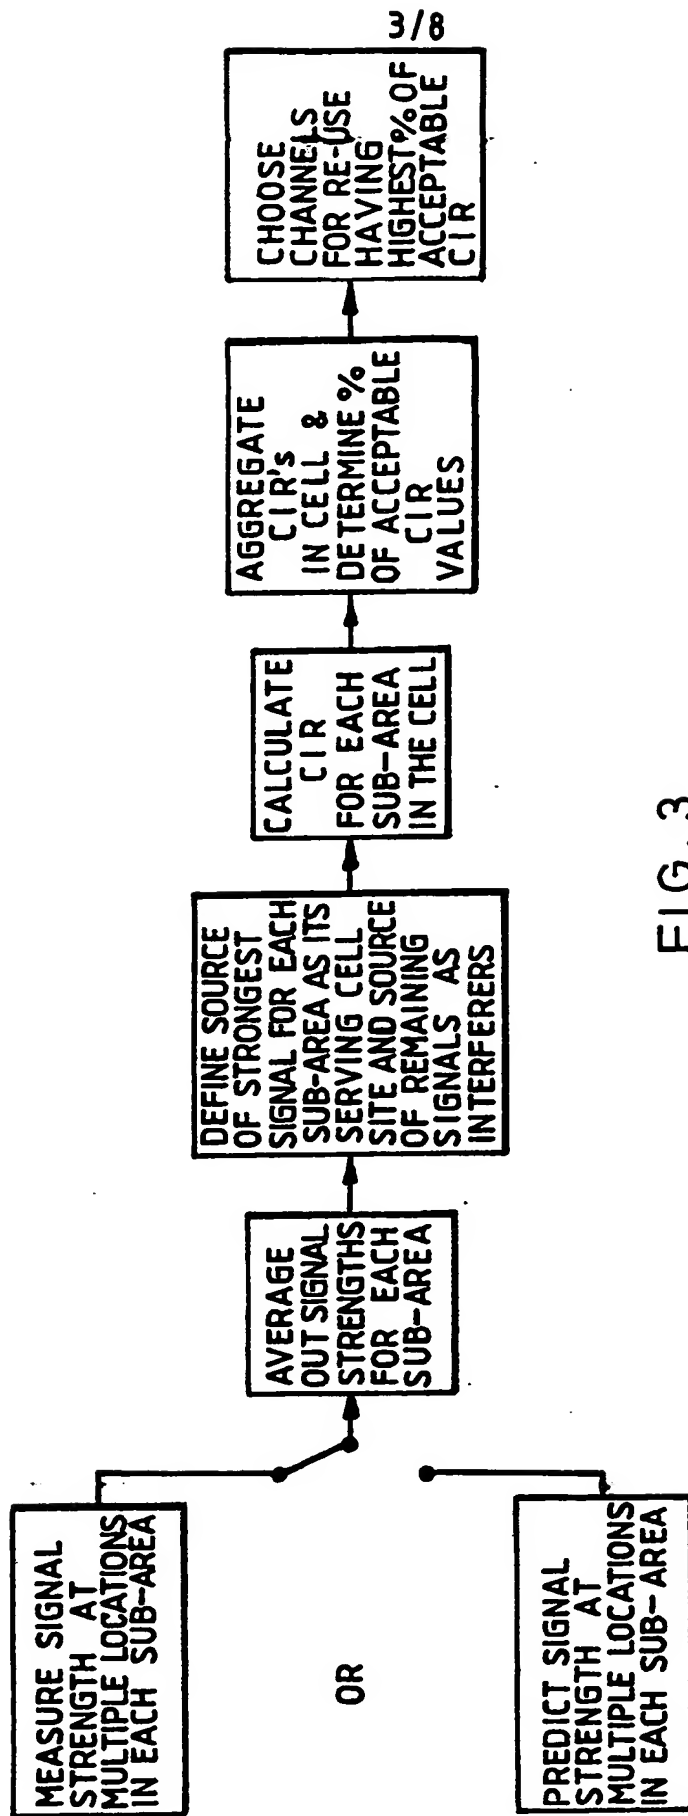 3/8
MEASURE SIGNAL
STRENGTH AT
MULTIPLE LOCATIONS
IN EACH SUB-AREA
OR
PREDICT SIGNAL
STRENGTH AT
MULTIPLE LOCATIONS
IN EACH SUB-AREA
AVERAGE
OUT SIGNAL
STRENGTHS
FOR EACH
SUB-AREA
DEFINE SOURCE
OF STRONGEST
SIGNAL FOR EACH
SUB-AREA AS ITS
SERVING CELL
SITE AND SOURCE
OF REMAINING
SIGNALS AS
INTERFERERS
CALCULATE
CIR
FOR EACH
SUB-AREA
IN THE CELL
AGGREGATE
CIR's
IN CELL &
DETERMINE %
OF ACCEPTABLE
CIR
VALUES
CHOOSE
CHANNELS
FOR RE-USE
HAVING
HIGHEST % OF
ACCEPTABLE
CIR
FIG. 3